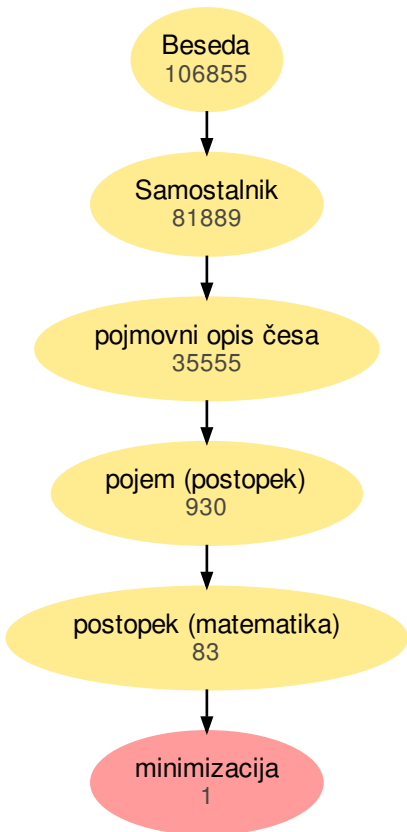 Beseda
106855
Samostalnik
81889
pojmovni opis česa
35555
pojem (postopek)
930
postopek (matematika)
83
minimizacija
1